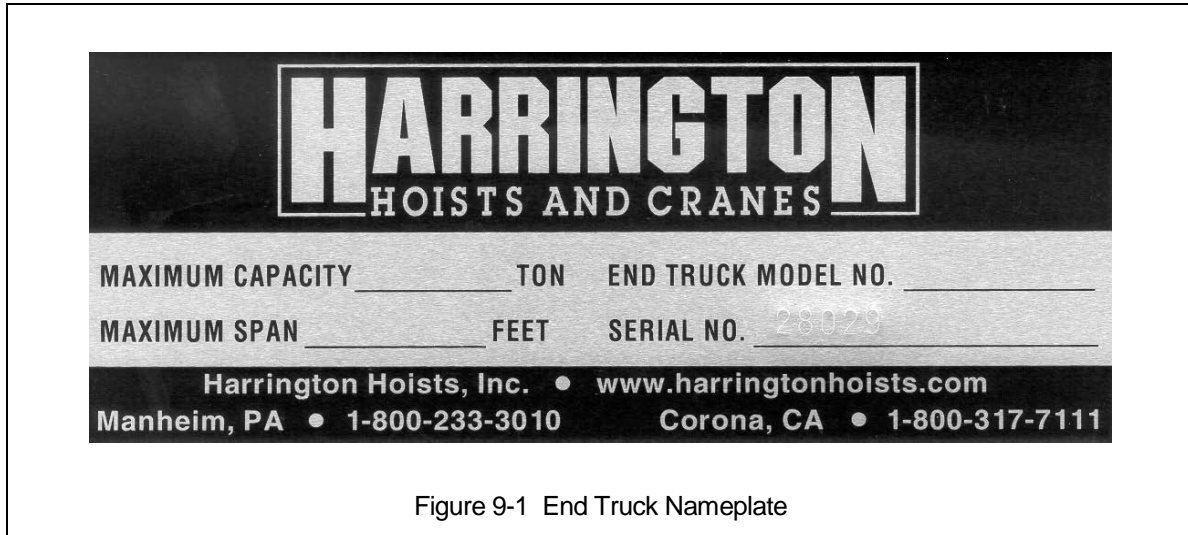 HARRINGTON
HOISTS AND CRANES
MAXIMUM CAPACITY TON END TRUCK MODEL NO.
MAXIMUM SPAN FEET SERIAL NO. 28029
Harrington Hoists, Inc. • www.harringtonhoists.com
Manheim, PA • 1-800-233-3010 Corona, CA • 1-800-317-7111
Figure 9-1 End Truck Nameplate